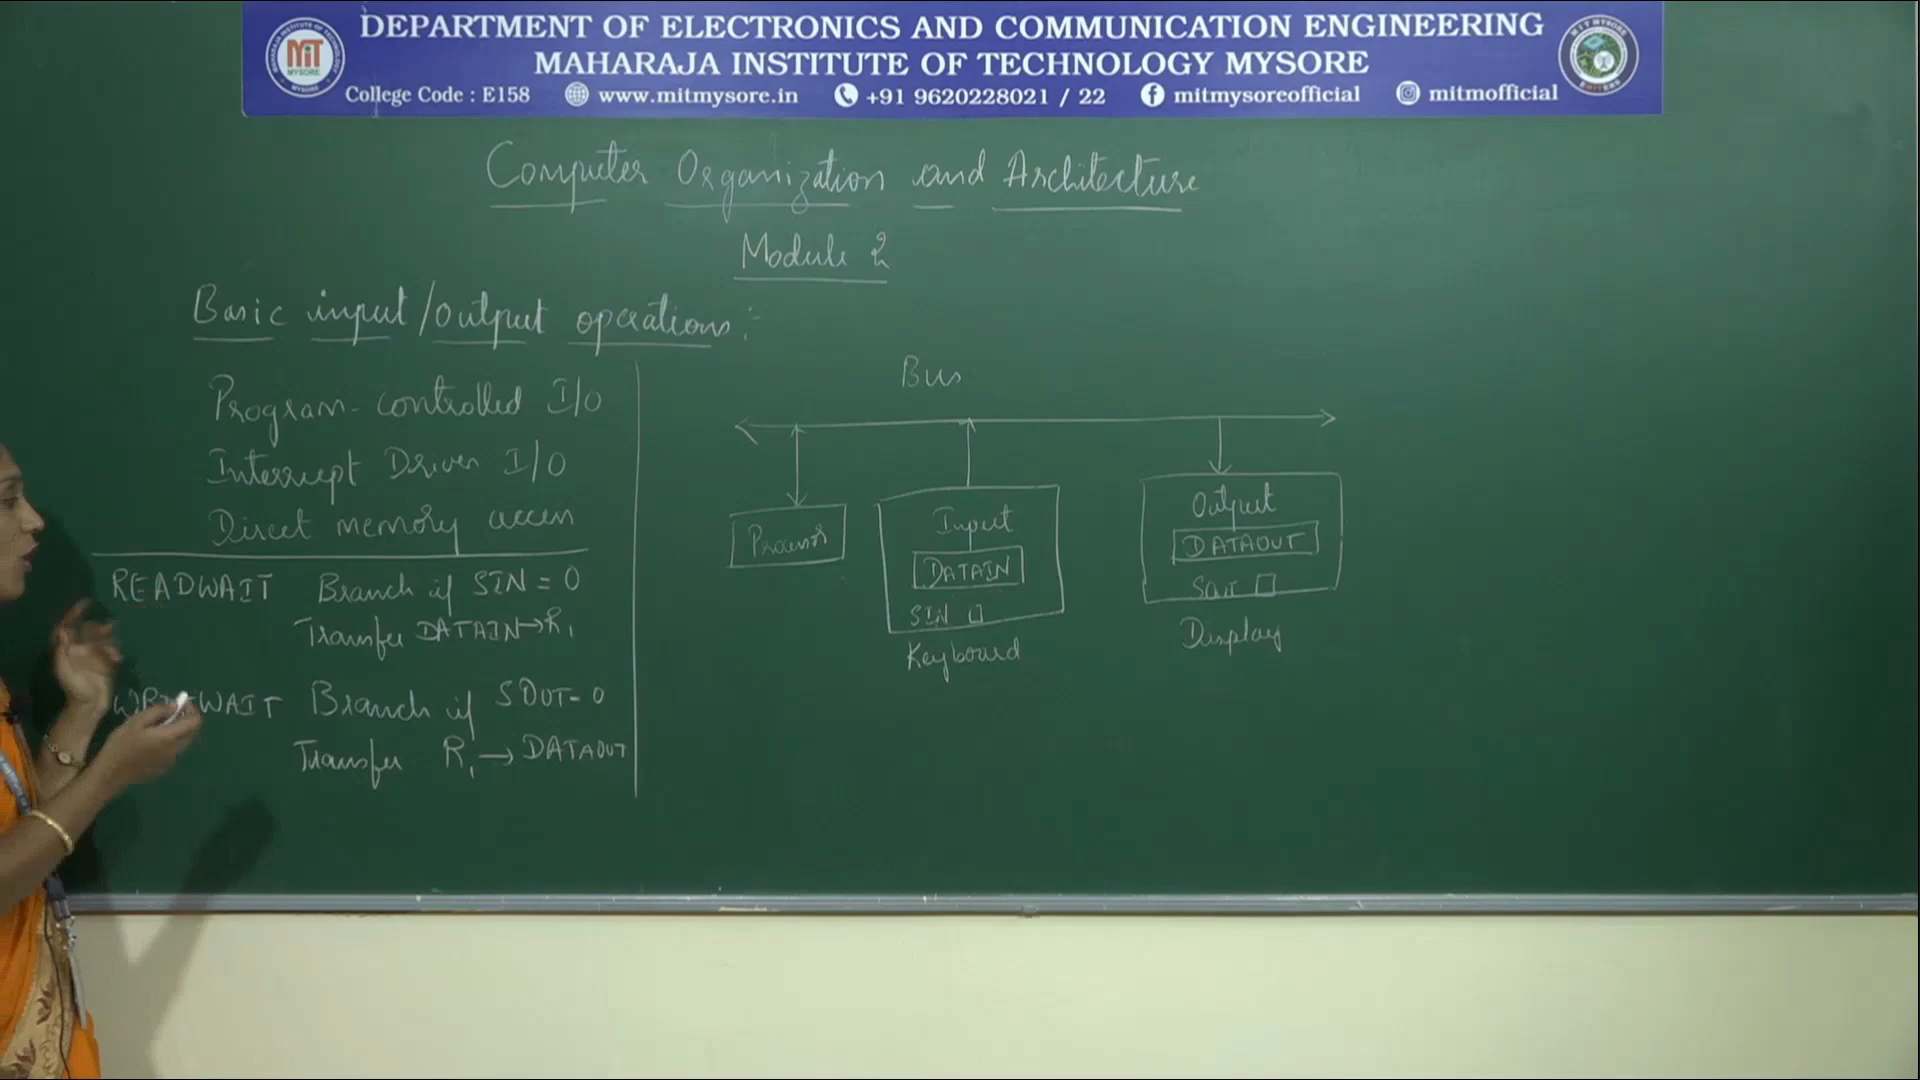 DEPARTMENT OF ELECTRONICS AND COMMUNICATION ENGINEERING
MAHARAJA INSTITUTE OF TECHNOLOGY MYSORE
College Code : E158 www.mitmysore.in +91 9620228021 / 22 mitmysoreofficial mitmofficial
MIT
MYSORE
Computer Organization and Architecture
Module 2
Basic input/output operations:-
Program-controlled I/O
Interrupt Driven I/O
Direct memory access
READWAIT Branch if SIN = 0
Transfer DATAIN→R1
WAIT Branch if SOUT=0
Transfer R1→DATAOUT
Bus
Processor
Input
DATAIN
SIN
Keyboard
Output
DATAOUT
SOUT
Display